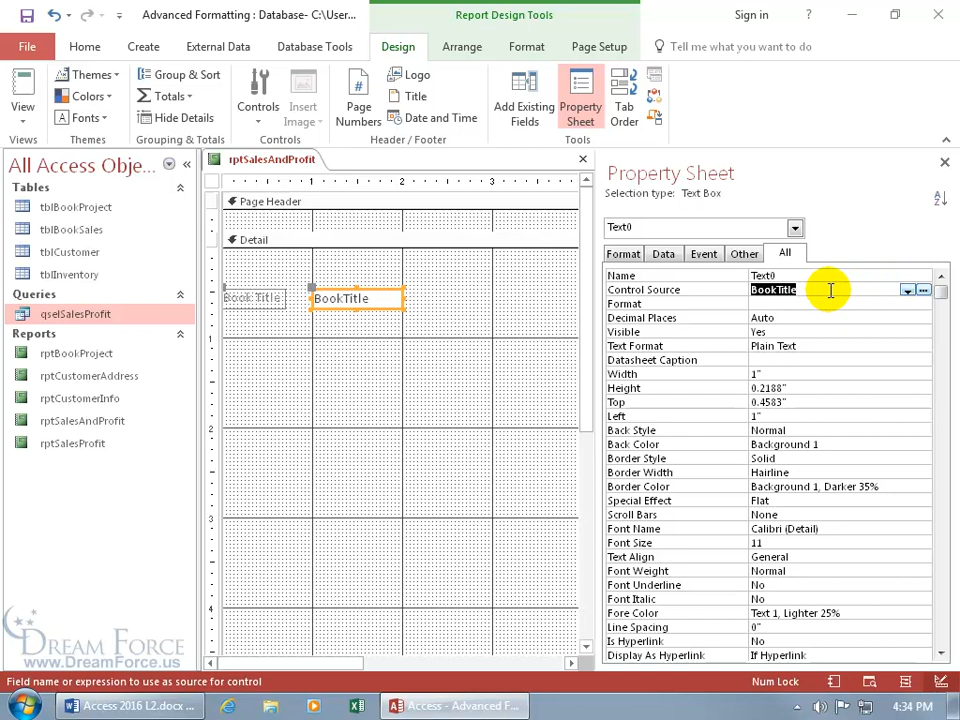 Advanced Formatting : Database- C:\User...
Report Design Tools
Sign in
?
File
Home
Create
External Data
Database Tools
Design
Arrange
Format
Page Setup
Tell me what you want to do
View
Views
Themes
Colors
Fonts
Themes
Group & Sort
Totals
Hide Details
Grouping & Totals
Controls
Insert Image
Controls
Page Numbers
Logo
Title
Date and Time
Header / Footer
Add Existing Fields
Property Sheet
Tab Order
Tools
All Access Obje...
Tables
tblBookProject
tblBookSales
tblCustomer
tblInventory
Queries
qselSalesProfit
Reports
rptBookProject
rptCustomerAddress
rptCustomerInfo
rptSalesAndProfit
rptSalesProfit
DREAM FORCE
www.DreamForce.us
rptSalesAndProfit
1 2 3
Page Header
Detail
Book Title
BookTitle
1
2
3
4
Property Sheet
Selection type: Text Box
Text0
Format Data Event Other All
Name Text0
Control Source BookTitle
Format
Decimal Places Auto
Visible Yes
Text Format Plain Text
Datasheet Caption
Width 1"
Height 0.2188"
Top 0.4583"
Left 1"
Back Style Normal
Back Color Background 1
Border Style Solid
Border Width Hairline
Border Color Background 1, Darker 35%
Special Effect Flat
Scroll Bars None
Font Name Calibri (Detail)
Font Size 11
Text Align General
Font Weight Normal
Font Underline No
Font Italic No
Fore Color Text 1, Lighter 25%
Line Spacing 0"
Is Hyperlink No
Display As Hyperlink If Hyperlink
Field name or expression to use as source for control
Num Lock
Access 2016 L2.docx ...
Access - Advanced F...
4:34 PM